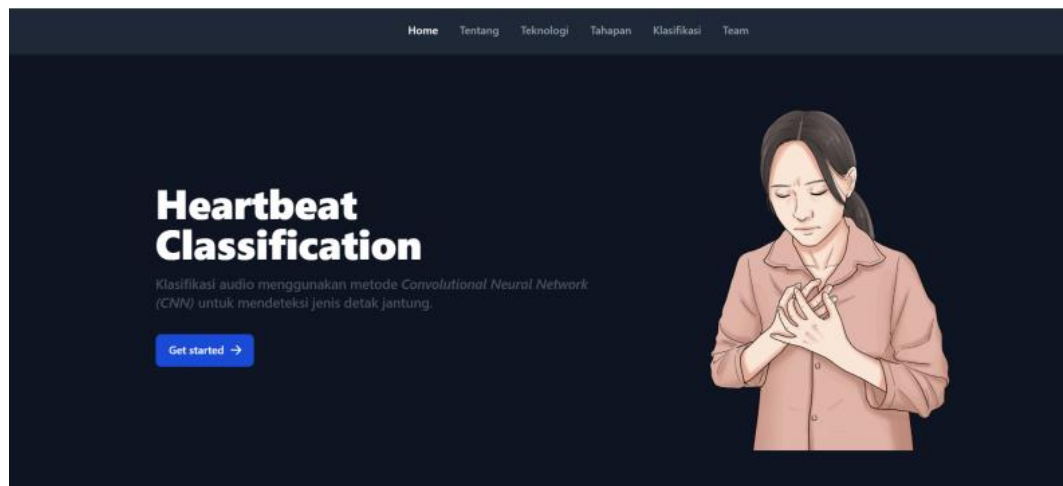 Home Tentang Teknologi Tahapan Klasifikasi Team
Heartbeat
Classification
Klasifikasi audio menggunakan metode Convolutional Neural Network
(CNN) untuk mendeteksi jenis detak jantung.
Get started →